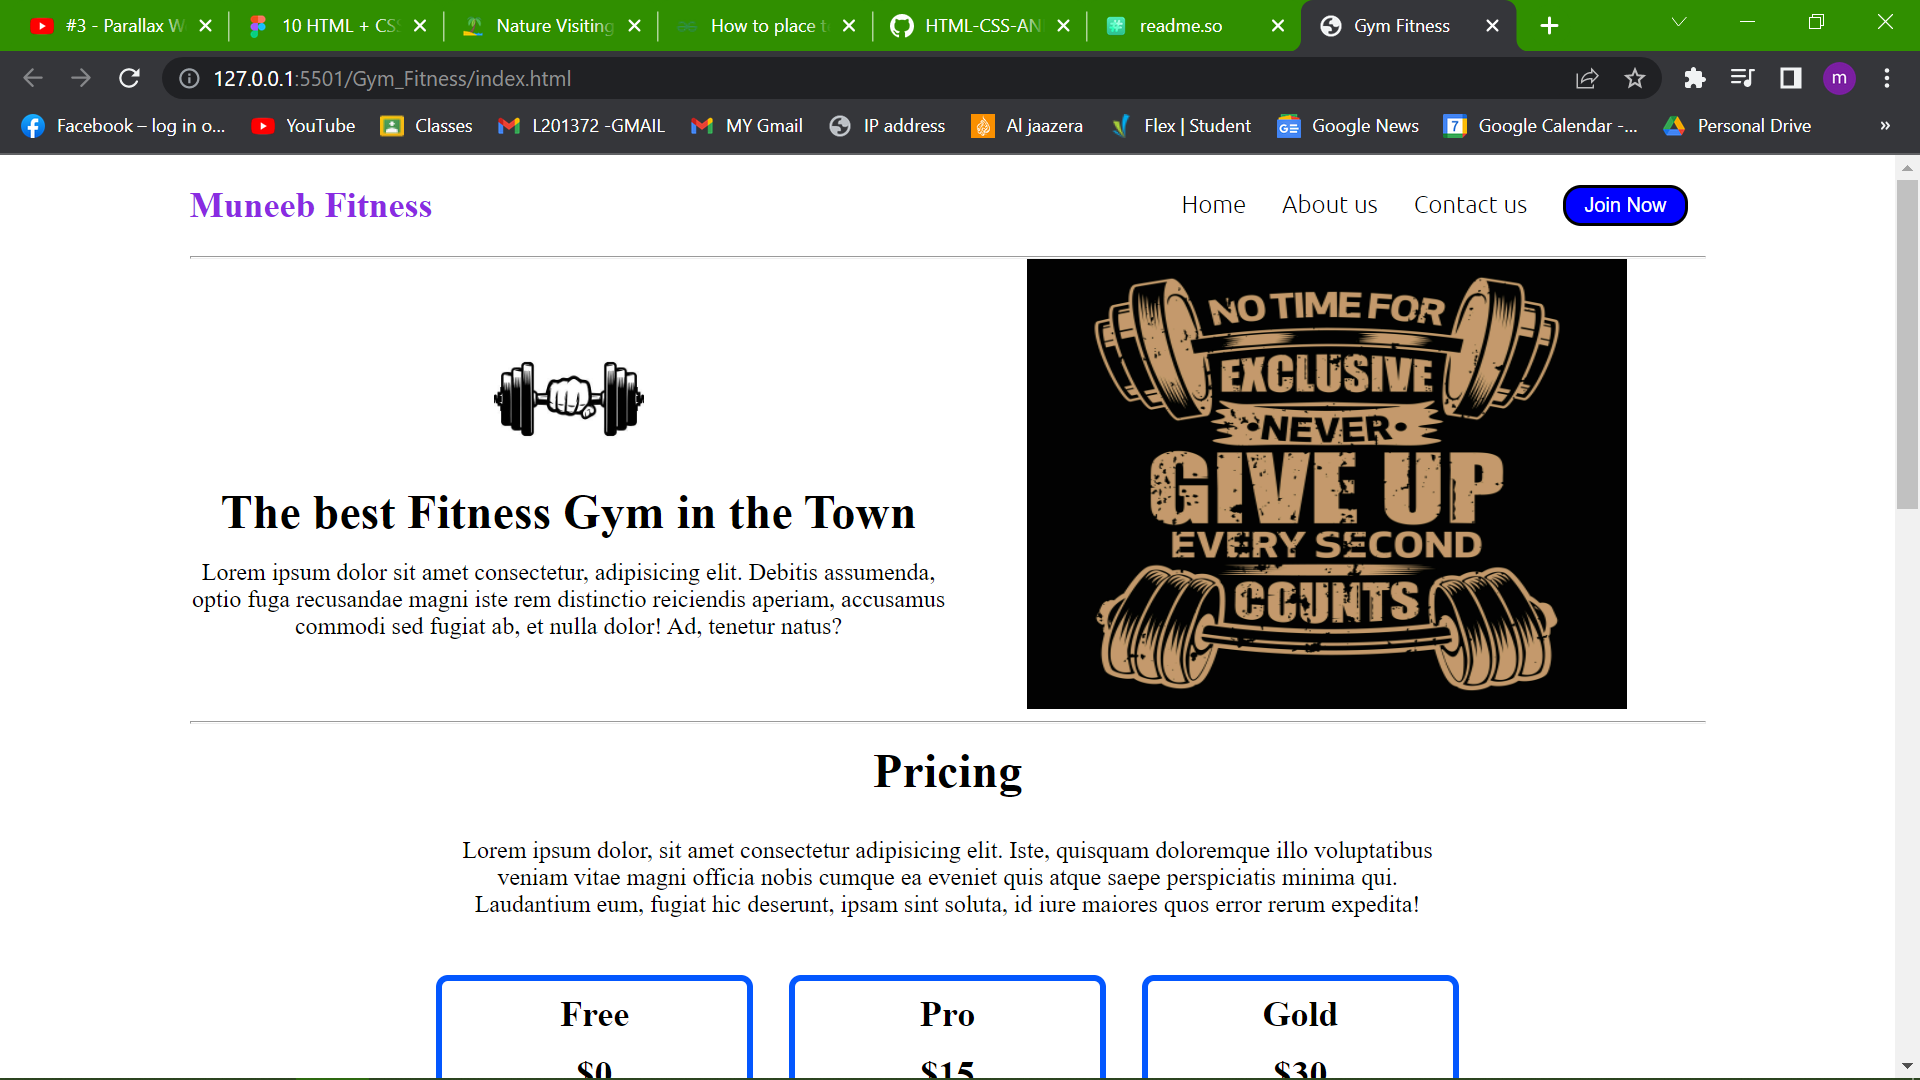 #3 - Parallax W
10 HTML + CS
Nature Visiting
How to place t
HTML-CSS-AN
readme.so
Gym Fitness
127.0.0.1:5501/Gym_Fitness/index.html
m
Facebook – log in o...
YouTube
Classes
L201372 -GMAIL
MY Gmail
IP address
Al jaazera
Flex | Student
Google News
7
Google Calendar -...
Personal Drive
»
Muneeb Fitness
Home
About us
Contact us
Join Now
NO TIME FOR
EXCLUSIVE
•NEVER•
GIVE UP
EVERY SECOND
COUNTS
The best Fitness Gym in the Town
Lorem ipsum dolor sit amet consectetur, adipisicing elit. Debitis assumenda,
optio fuga recusandae magni iste rem distinctio reiciendis aperiam, accusamus
commodi sed fugiat ab, et nulla dolor! Ad, tenetur natus?
Pricing
Lorem ipsum dolor, sit amet consectetur adipisicing elit. Iste, quisquam doloremque illo voluptatibus
veniam vitae magni officia nobis cumque ea eveniet quis atque saepe perspiciatis minima qui.
Laudantium eum, fugiat hic deserunt, ipsam sint soluta, id iure maiores quos error rerum expedita!
Free
$0
Pro
$15
Gold
$30